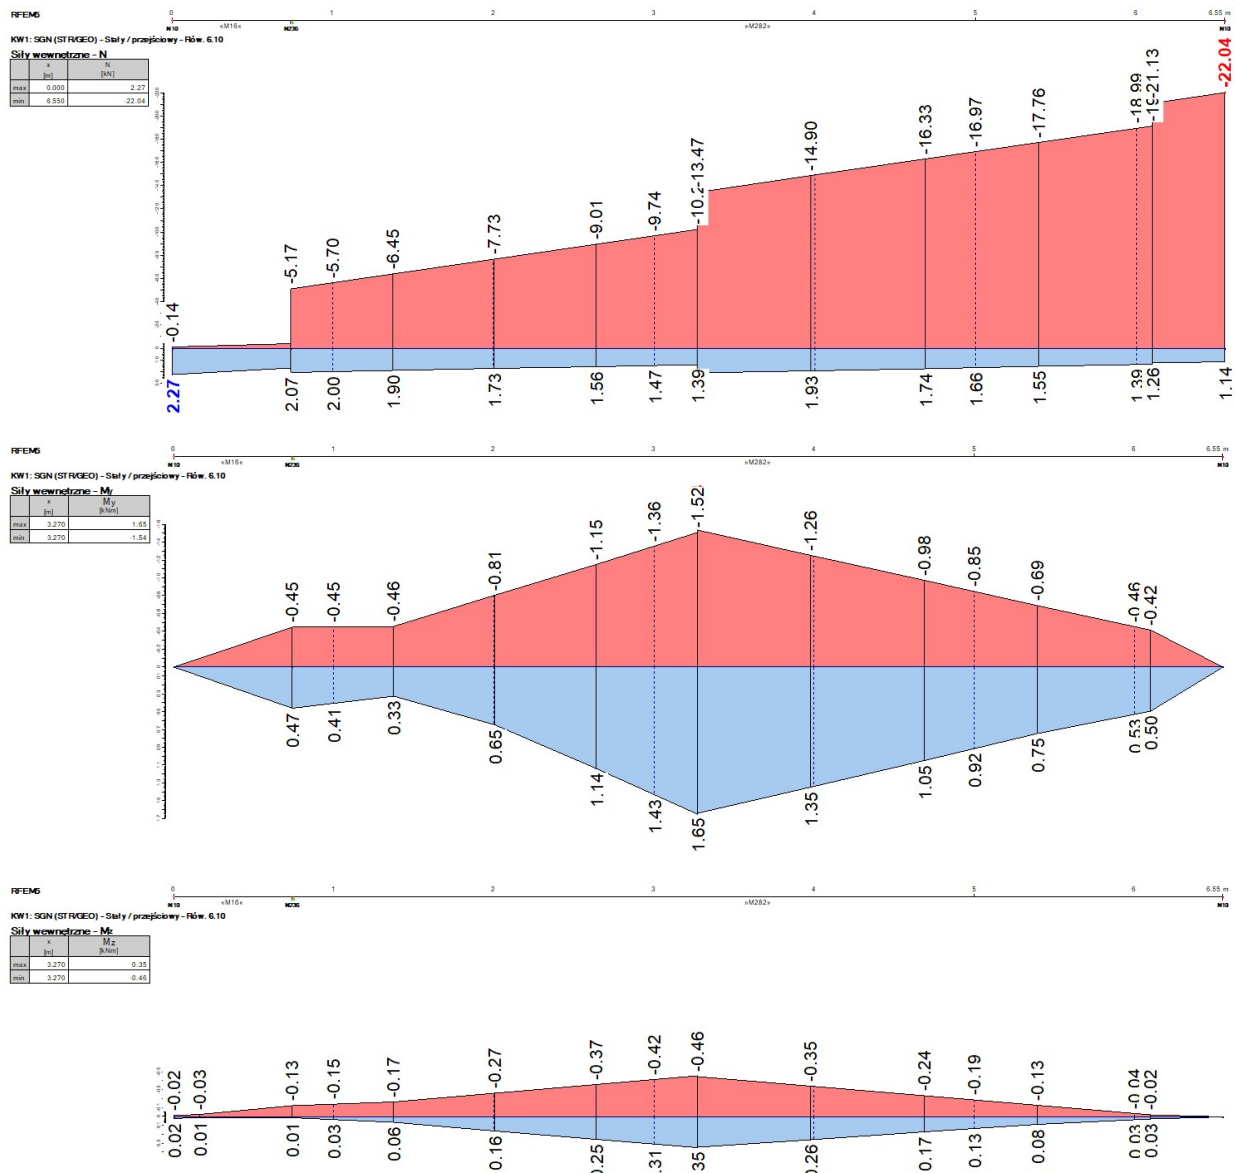 RFEM5
0 1 2 3 4 5 6 6.55 m
N10 «M16« N236 »M282» N10
KW1: SGN (STR/GEO) - Stały / przejściowy - Rów. 6.10
Siły wewnętrzne - N
x N
[m] [kN]
max 0.000 2.27
min 6.550 -22.04
-0.14 -5.17 -5.70 -6.45 -7.73 -9.01 -9.74 -10.2 -13.47 -14.90 -16.33 -16.97 -17.76 -18.99 -19 -21.13 -22.04
2.27 2.07 2.00 1.90 1.73 1.56 1.47 1.39 1.93 1.74 1.66 1.55 1.39 1.26 1.14
RFEM5
0 1 2 3 4 5 6 6.55 m
N10 «M16« N236 »M282» N10
KW1: SGN (STR/GEO) - Stały / przejściowy - Rów. 6.10
Siły wewnętrzne - My
x My
[m] [kNm]
max 3.270 1.65
min 3.270 -1.54
-0.45 -0.45 -0.46 -0.81 -1.15 -1.36 -1.52 -1.26 -0.98 -0.85 -0.69 -0.46 -0.42
0.47 0.41 0.33 0.65 1.14 1.43 1.65 1.35 1.05 0.92 0.75 0.53 0.50
RFEM5
0 1 2 3 4 5 6 6.55 m
N10 «M16« N236 »M282» N10
KW1: SGN (STR/GEO) - Stały / przejściowy - Rów. 6.10
Siły wewnętrzne - Mz
x Mz
[m] [kNm]
max 3.270 0.35
min 3.270 -0.46
-0.02 -0.03 -0.13 -0.15 -0.17 -0.27 -0.37 -0.42 -0.46 -0.35 -0.24 -0.19 -0.13 -0.04 -0.02
0.02 0.01 0.01 0.03 0.06 0.16 0.25 .31 35 0.26 0.17 0.13 0.08 0.03 0.03